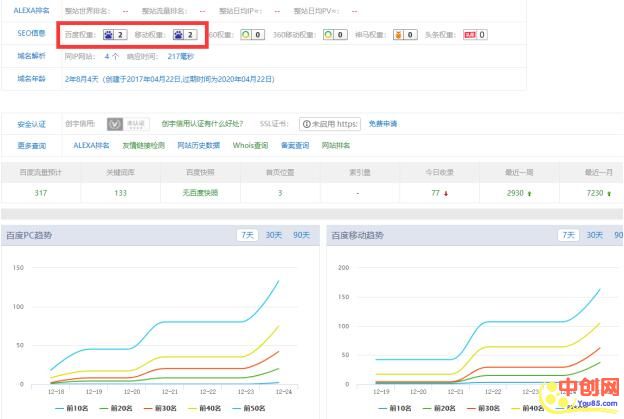 ALEXA排名 整站世界排名： -- 整站流量排名： -- 整站日均IP≈： -- 整站日均PV≈： --
SEO信息 百度权重： 2 移动权重： 2 360权重： 0 360移动权重： 0 神马权重： 0 头条权重： 0
域名解析 同IP网站： 4 个 响应时间： 217毫秒
域名年龄 2年8月4天（创建于2017年04月22日,过期时间为2020年04月22日）
安全认证 创宇信用： 未认证 创宇信用认证有什么好处？ SSL证书： 未启用 https: 免费申请
更多查询 ALEXA排名 友情链接检测 网站历史数据 Whois查询 备案查询 网站排名
百度流量预计 关键词库 百度快照 首页位置 索引量 今日收录 最近一周 最近一月
317 133 无百度快照 3 - 77 2930 7230
百度PC趋势 7天 30天 90天
150
100
50
0
12-18 12-19 12-20 12-21 12-22 12-23 12-24
前10名 前20名 前30名 前40名 前50名
百度移动趋势 7天 30天 90
200
150
100
50
0
12-19 12-20 12-21 12-22 12-23
前10名 前20名 前30名 前40名
中创网
Yqu85.com